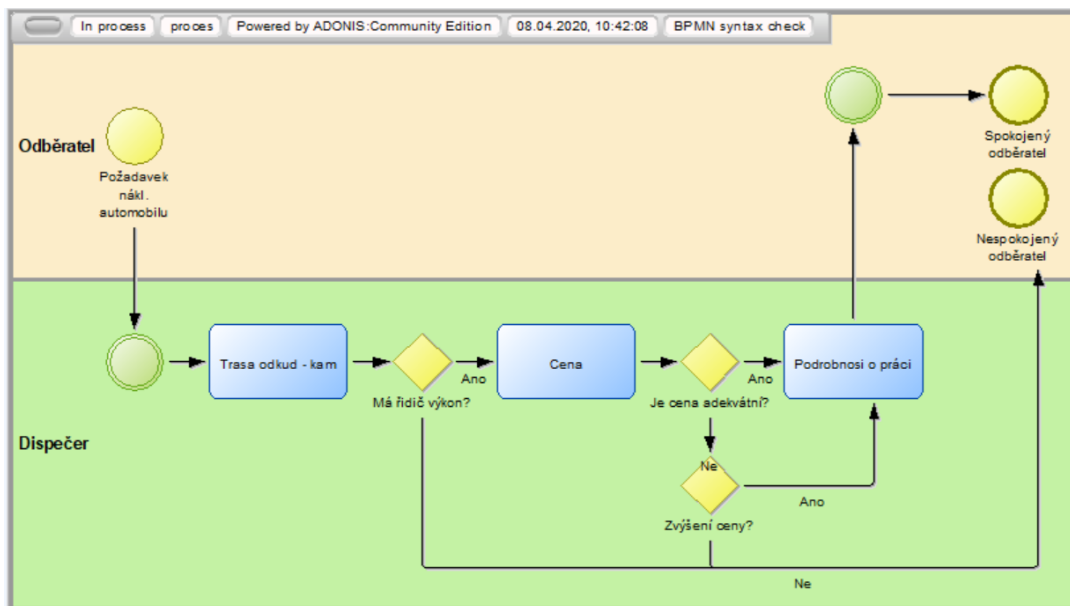 In process
proces
Powered by ADONIS:Community Edition
08.04.2020, 10:42:08
BPMN syntax check
Odběratel
Požadavek
nákl.
automobilu
Spokojený
odběratel
Nespokojený
odběratel
Dispečer
Trasa odkud - kam
Má řidič výkon?
Ano
Cena
Je cena adekvátní?
Ano
Podrobnosi o práci
Ne
Zvýšení ceny?
Ano
Ne